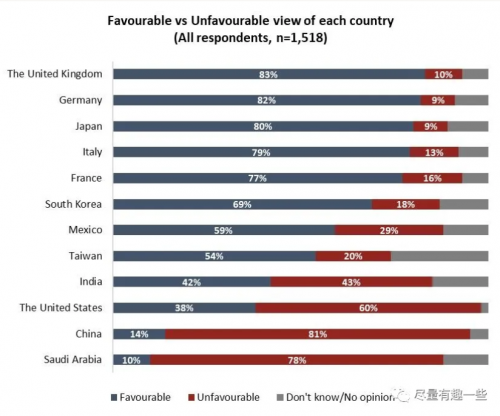 Favourable vs Unfavourable view of each country
(All respondents, n=1,518)
The United Kingdom 83% 10%
Germany 82% 9%
Japan 80% 9%
Italy 79% 13%
France 77% 16%
South Korea 69% 18%
Mexico 59% 29%
Taiwan 54% 20%
India 42% 43%
The United States 38% 60%
China 14% 81%
Saudi Arabia 10% 78%
Favourable Unfavourable Don't know/No opinion
尽量有趣一些